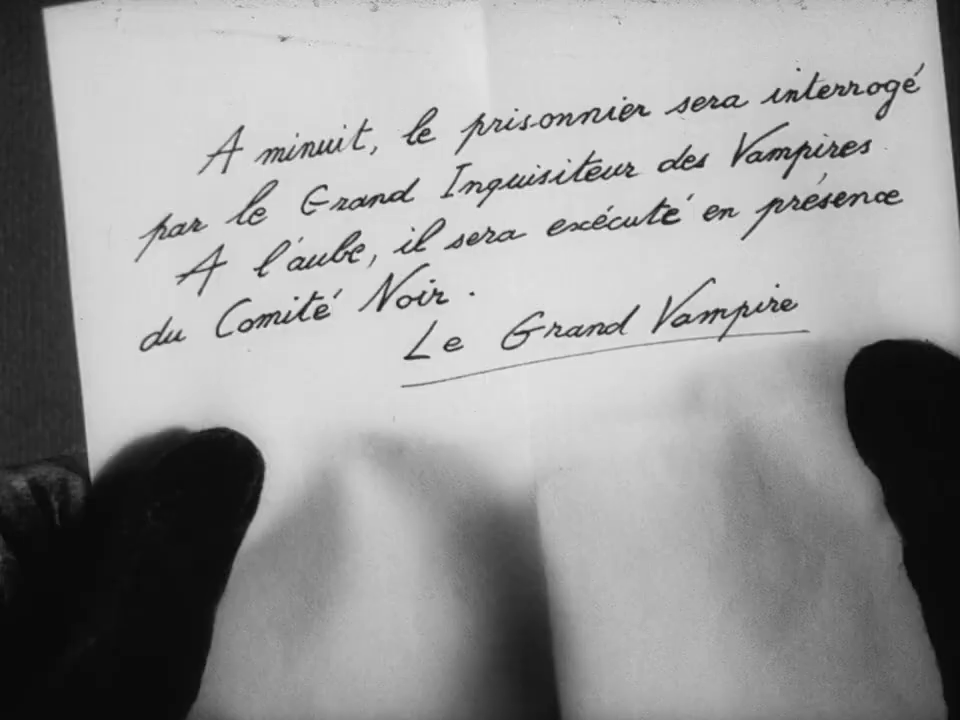 A minuit, le prisonnier sera interrogé
par le Grand Inquisiteur des Vampires.
A l'aube, il sera exécuté en présence
du Comité Noir.
Le Grand Vampire